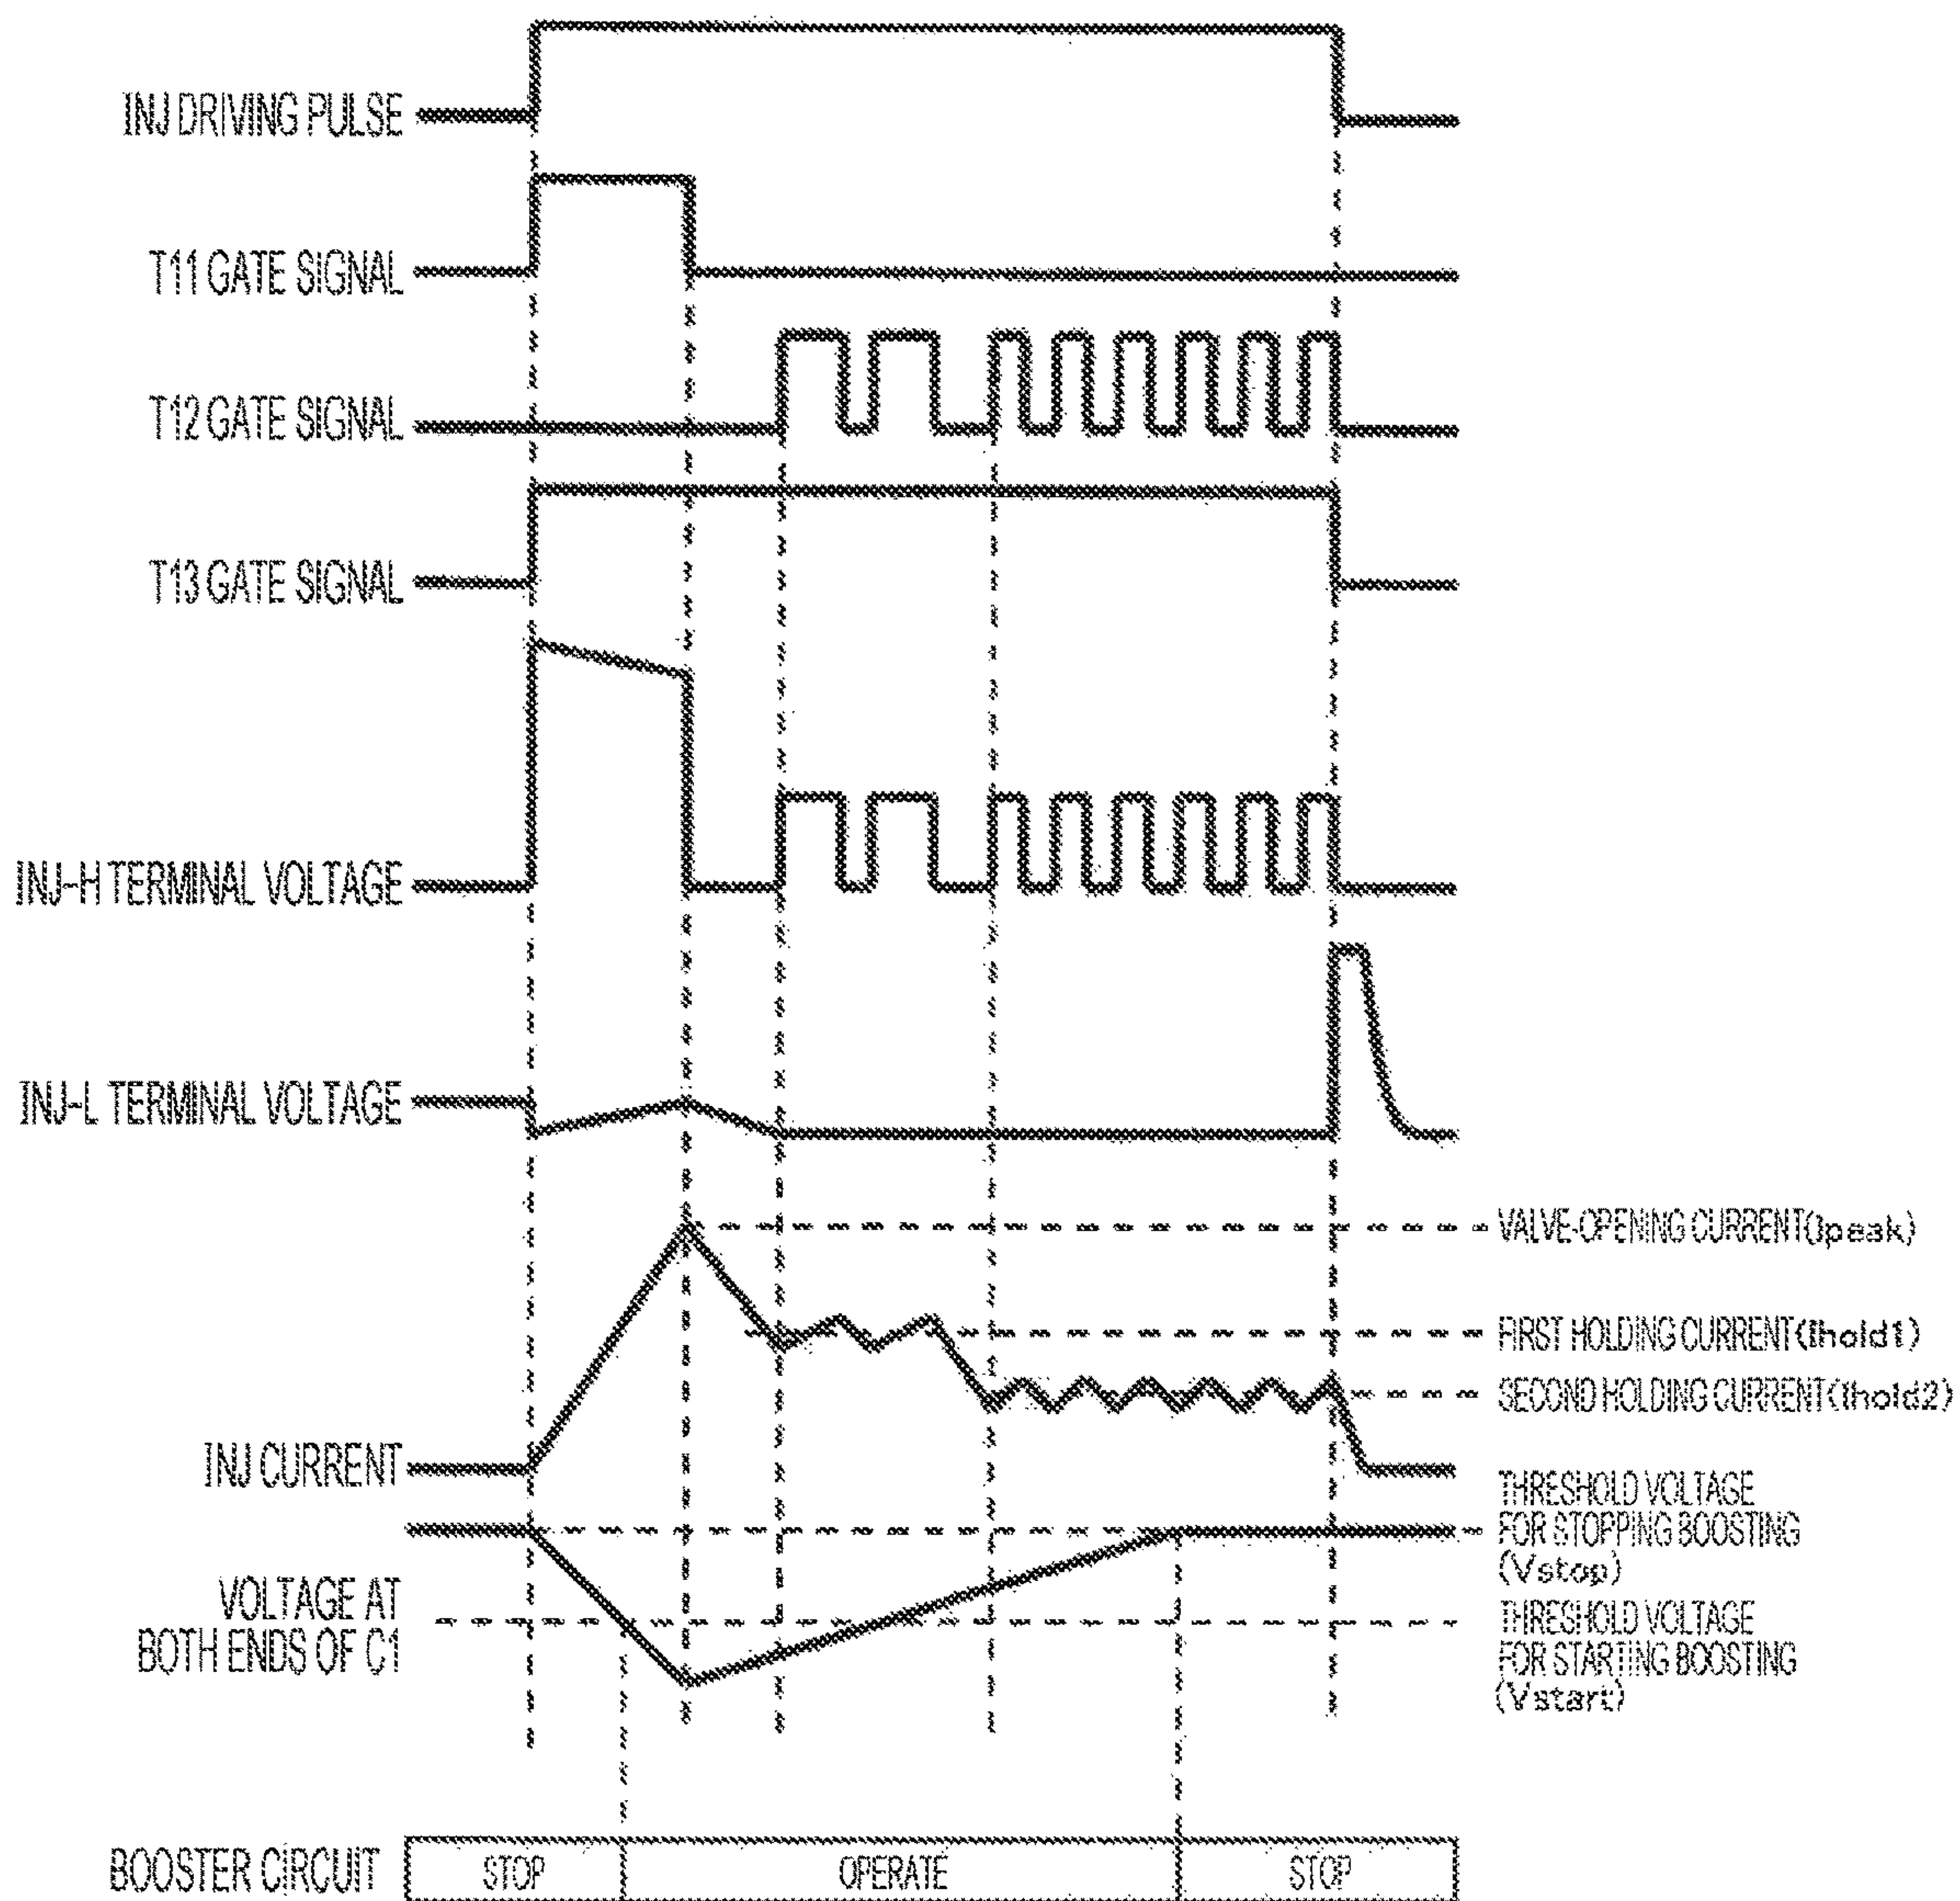 INJ DRIVING PULSE
T11 GATE SIGNAL
T12 GATE SIGNAL
T13 GATE SIGNAL
INJ-H TERMINAL VOLTAGE
INJ-L TERMINAL VOLTAGE
VALVE-OPENING CURRENT(Ipeak)
FIRST HOLDING CURRENT(Ihold1)
SECOND HOLDING CURRENT(Ihold2)
INJ CURRENT
THRESHOLD VOLTAGE
FOR STOPPING BOOSTING
(Vstop)
VOLTAGE AT
BOTH ENDS OF C1
THRESHOLD VOLTAGE
FOR STARTING BOOSTING
(Vstart)
BOOSTER CIRCUIT
STOP
OPERATE
STOP